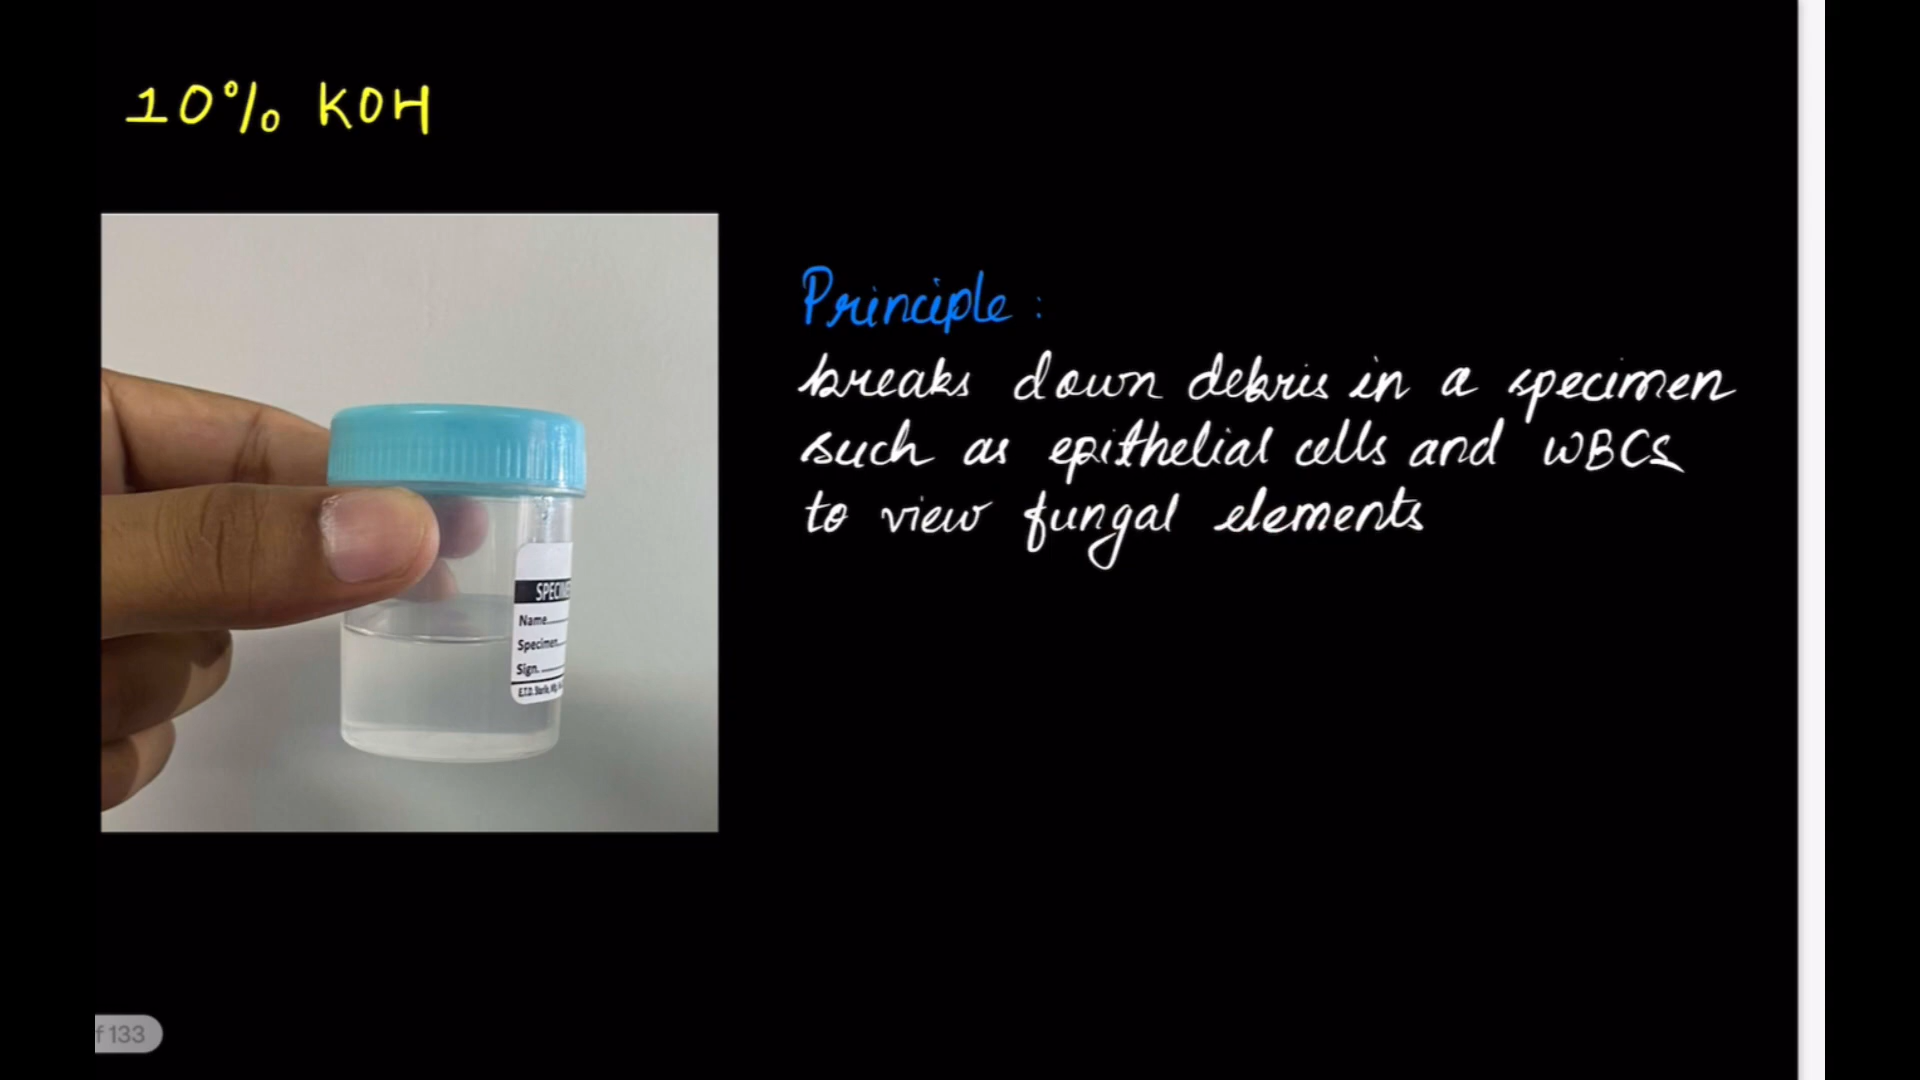 10% KOH
Principle :
breaks down debris in a specimen
such as epithelial cells and WBCs
to view fungal elements
Name
Specimen
Sign.
f 133